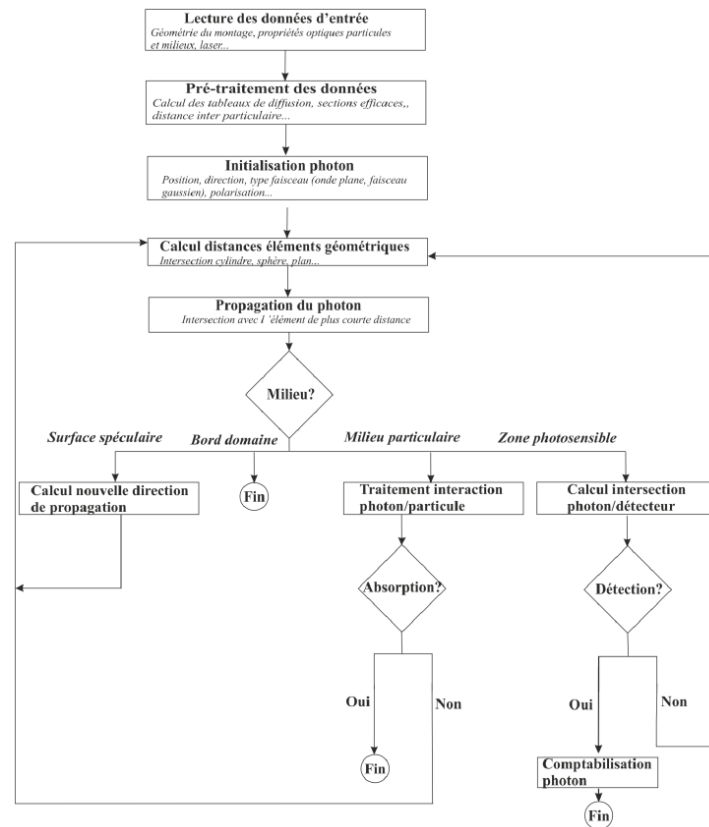 Lecture des données d'entrée
Géométrie du montage, propriétés optiques particules
et milieux, laser...
Pré-traitement des données
Calcul des tableaux de diffusion, sections efficaces,,
distance inter particulaire...
Initialisation photon
Position, direction, type faisceau (onde plane, faisceau
gaussien), polarisation...
Calcul distances éléments géométriques
Intersection cylindre, sphère, plan...
Propagation du photon
Intersection avec l 'élément de plus courte distance
Milieu?
Surface spéculaire
Bord domaine
Milieu particulaire
Zone photosensible
Calcul nouvelle direction
de propagation
Fin
Traitement interaction
photon/particule
Calcul intersection
photon/détecteur
Absorption?
Détection?
Oui
Non
Oui
Non
Fin
Comptabilisation
photon
Fin